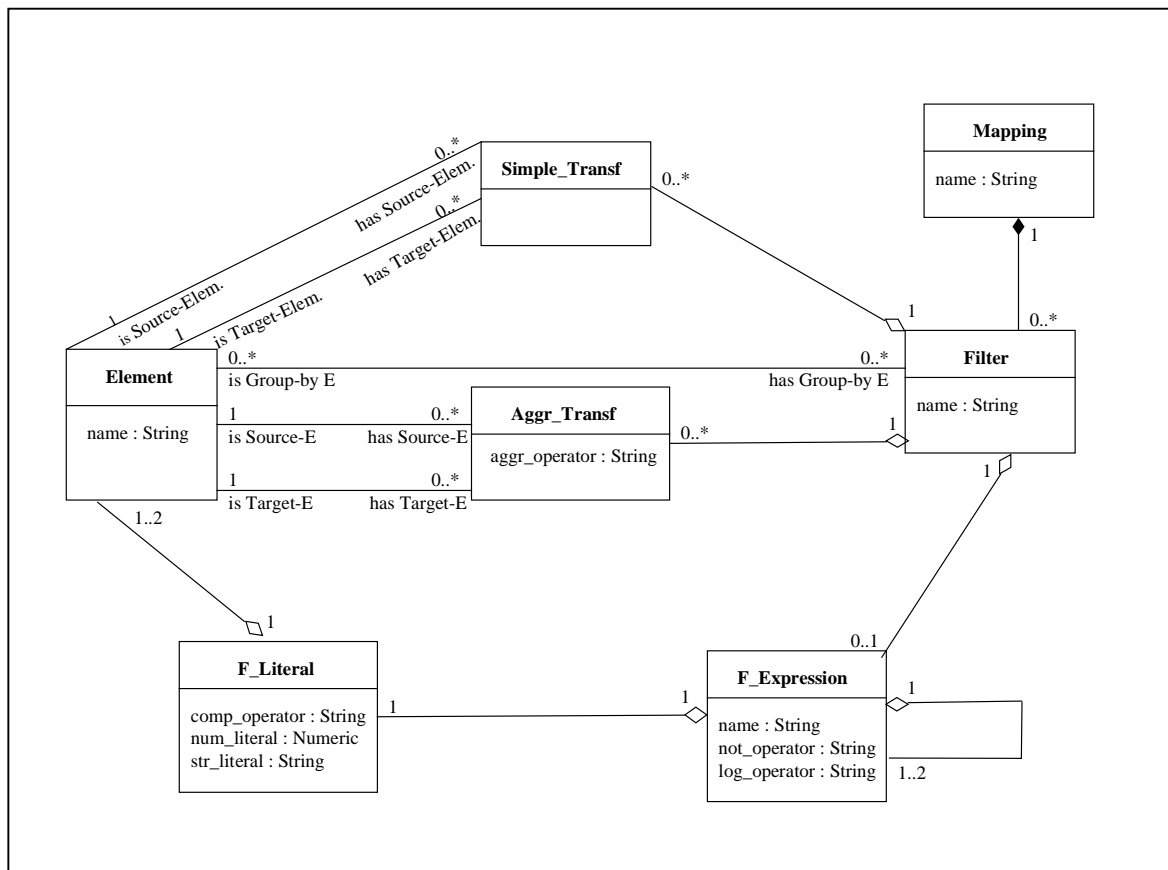 Mapping
name : String
1
0..*
0..*
has Source-Elem.
Simple_Transf
0..*
0..*
has Target-Elem.
1
is Source-Elem.
1
is Target-Elem.
1
Element
name : String
0..*
is Group-by E
0..*
has Group-by E
Filter
name : String
1
is Source-E
0..*
has Source-E
Aggr_Transf
aggr_operator : String
0..*
1
1
is Target-E
0..*
has Target-E
1
1..2
1
0..1
F_Literal
comp_operator : String
num_literal : Numeric
str_literal : String
1
1
F_Expression
name : String
not_operator : String
log_operator : String
1
1..2